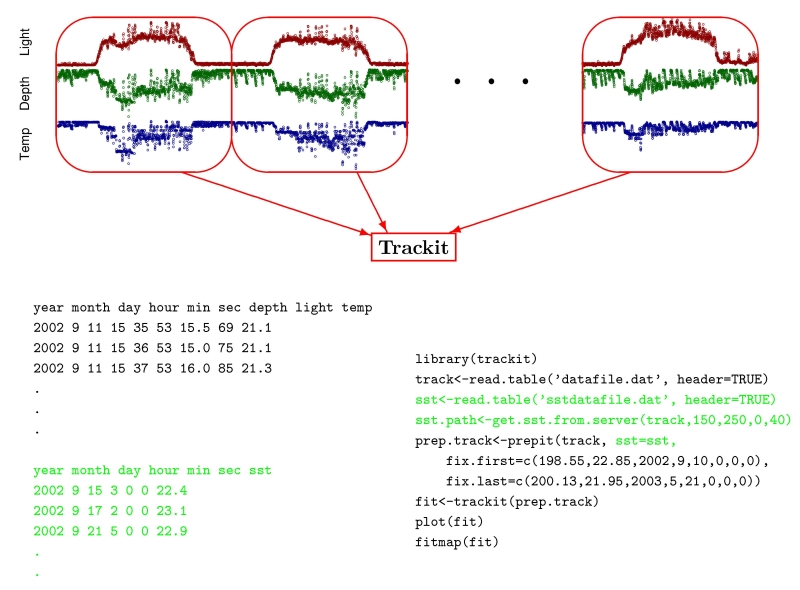 Light
Depth
Temp
Trackit
year month day hour min sec depth light temp
2002 9 11 15 35 53 15.5 69 21.1
2002 9 11 15 36 53 15.0 75 21.1
2002 9 11 15 37 53 16.0 85 21.3
.
.
.
year month day hour min sec sst
2002 9 15 3 0 0 22.4
2002 9 17 2 0 0 23.1
2002 9 21 5 0 0 22.9
.
.
library(trackit)
track<-read.table('datafile.dat', header=TRUE)
sst<-read.table('sstdatafile.dat', header=TRUE)
sst.path<-get.sst.from.server(track,150,250,0,40)
prep.track<-prepit(track, sst=sst,
fix.first=c(198.55,22.85,2002,9,10,0,0,0),
fix.last=c(200.13,21.95,2003,5,21,0,0,0))
fit<-trackit(prep.track)
plot(fit)
fitmap(fit)